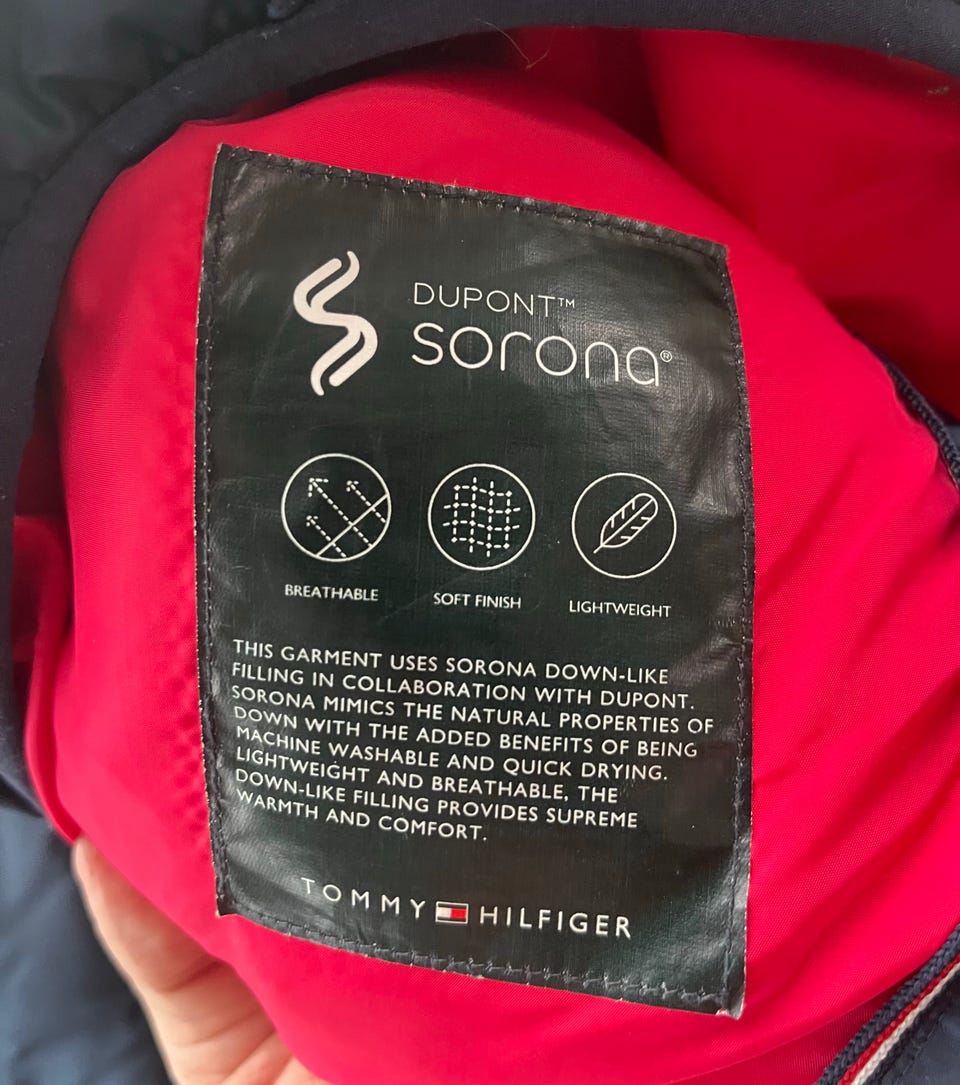 DUPONT™
sorona®
BREATHABLE
SOFT FINISH
LIGHTWEIGHT
THIS GARMENT USES SORONA DOWN-LIKE
FILLING IN COLLABORATION WITH DUPONT.
SORONA MIMICS THE NATURAL PROPERTIES OF
DOWN WITH THE ADDED BENEFITS OF BEING
MACHINE WASHABLE AND QUICK DRYING.
LIGHTWEIGHT AND BREATHABLE, THE
DOWN-LIKE FILLING PROVIDES SUPREME
WARMTH AND COMFORT.
TOMMY HILFIGER